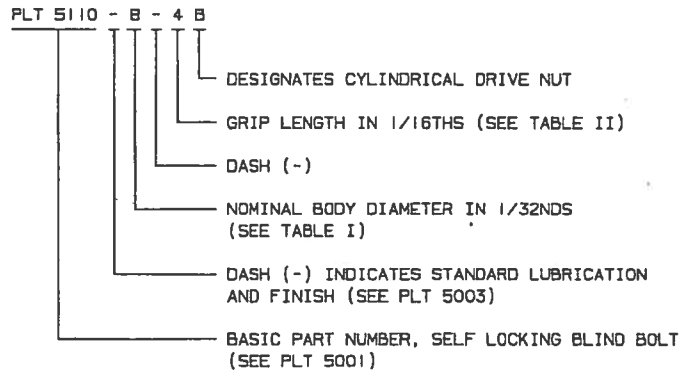 PLT 5110 - 8 - 4 B
DESIGNATES CYLINDRICAL DRIVE NUT
GRIP LENGTH IN 1/16THS (SEE TABLE II)
DASH (-)
NOMINAL BODY DIAMETER IN 1/32NDS
(SEE TABLE I)
DASH (-) INDICATES STANDARD LUBRICATION
AND FINISH (SEE PLT 5003)
BASIC PART NUMBER, SELF LOCKING BLIND BOLT
(SEE PLT 5001)